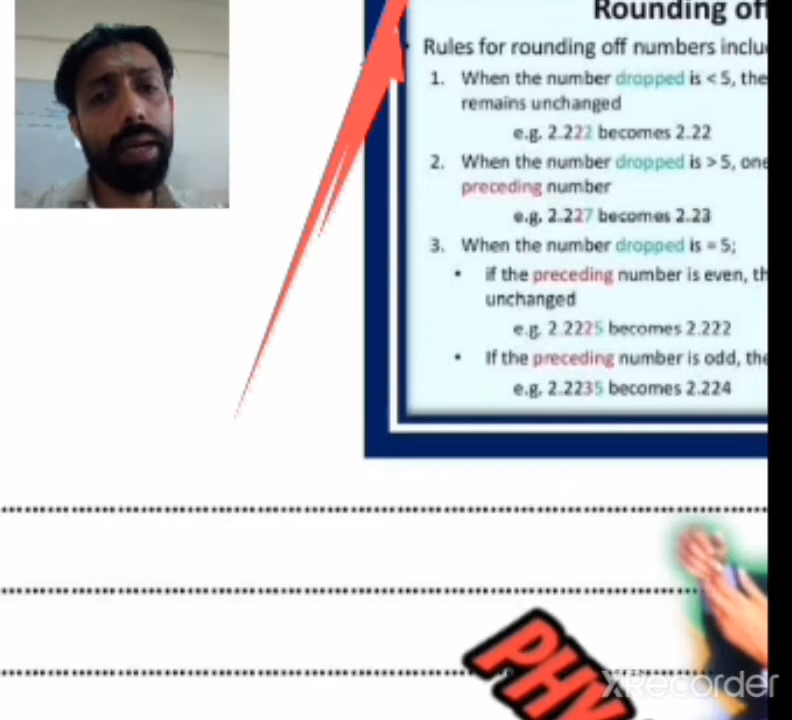 Rounding off
Rules for rounding off numbers inclu
1. When the number dropped is < 5, the
remains unchanged
e.g. 2.222 becomes 2.22
2. When the number dropped is > 5, one
preceding number
e.g. 2.227 becomes 2.23
3. When the number dropped is = 5;
• if the preceding number is even, th
unchanged
e.g. 2.2225 becomes 2.222
• If the preceding number is odd, the
e.g. 2.2235 becomes 2.224
PHY
XRecorder